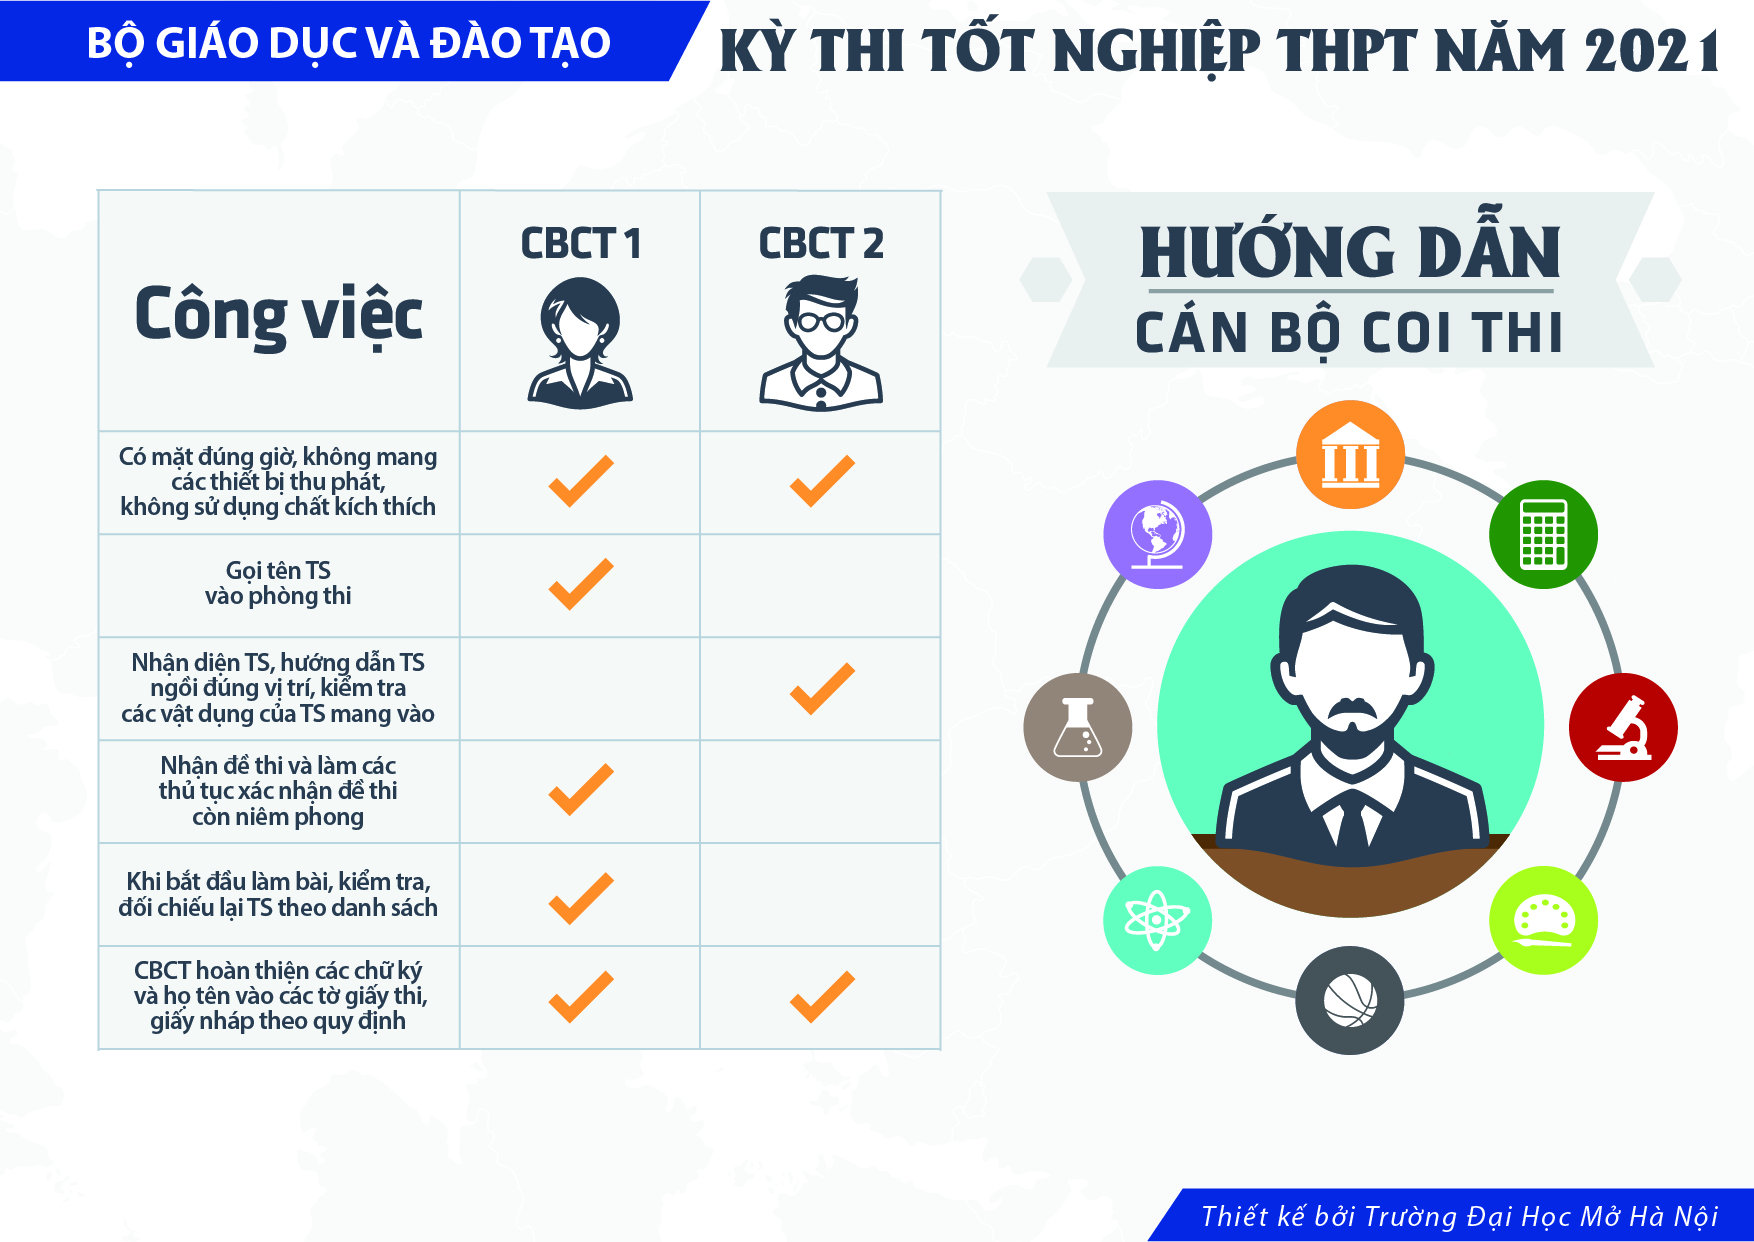 BỘ GIÁO DỤC VÀ ĐÀO TẠO
KỲ THI TỐT NGHIỆP THPT NĂM 2021
Công việc
CBCT 1
CBCT 2
Có mặt đúng giờ, không mang
các thiết bị thu phát,
không sử dụng chất kích thích
Gọi tên TS
vào phòng thi
Nhận diện TS, hướng dẫn TS
ngồi đúng vị trí, kiểm tra
các vật dụng của TS mang vào
Nhận đề thi và làm các
thủ tục xác nhận đề thi
còn niêm phong
Khi bắt đầu làm bài, kiểm tra,
đối chiếu lại TS theo danh sách
CBCT hoàn thiện các chữ ký
và họ tên vào các tờ giấy thi,
giấy nháp theo quy định
HƯỚNG DẪN
CÁN BỘ COI THI
Thiết kế bởi Trường Đại Học Mở Hà Nội